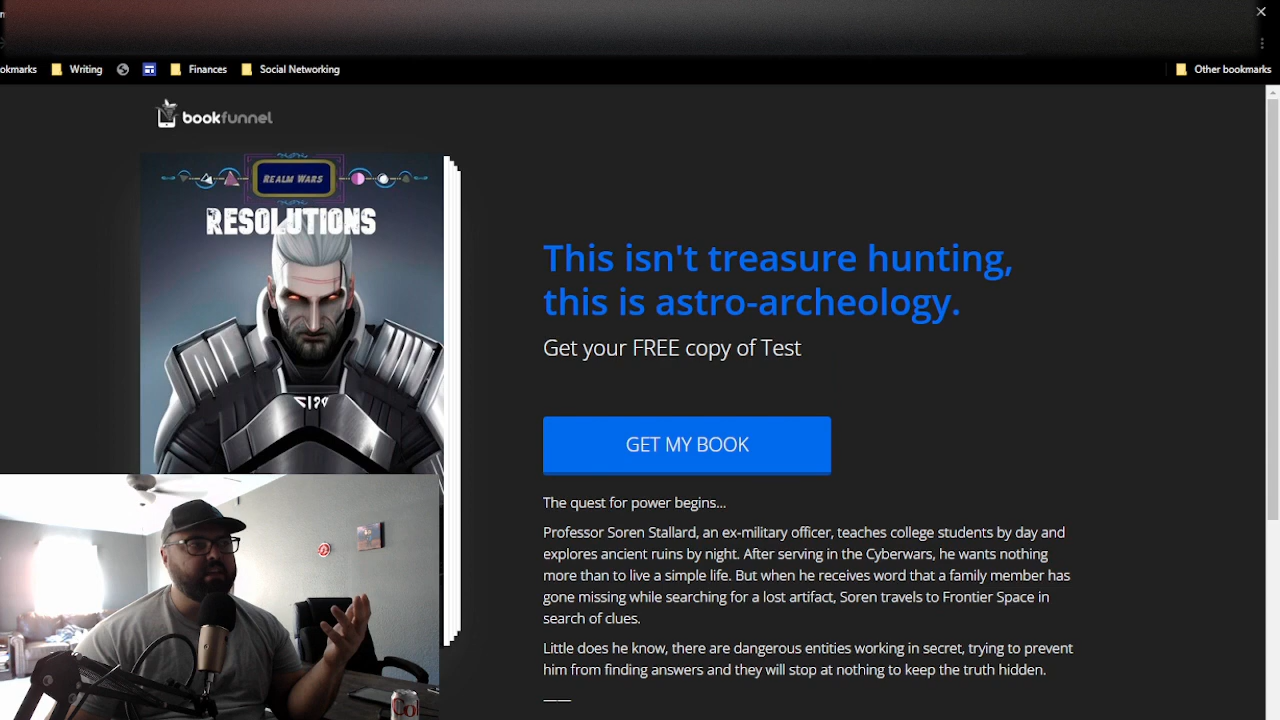 okmarks Writing Finances Social Networking Other bookmarks
bookfunnel
REALM WARS
RESOLUTIONS
This isn't treasure hunting,
this is astro-archeology.
Get your FREE copy of Test
GET MY BOOK
The quest for power begins...
Professor Soren Stallard, an ex-military officer, teaches college students by day and
explores ancient ruins by night. After serving in the Cyberwars, he wants nothing
more than to live a simple life. But when he receives word that a family member has
gone missing while searching for a lost artifact, Soren travels to Frontier Space in
search of clues.
Little does he know, there are dangerous entities working in secret, trying to prevent
him from finding answers and they will stop at nothing to keep the truth hidden.